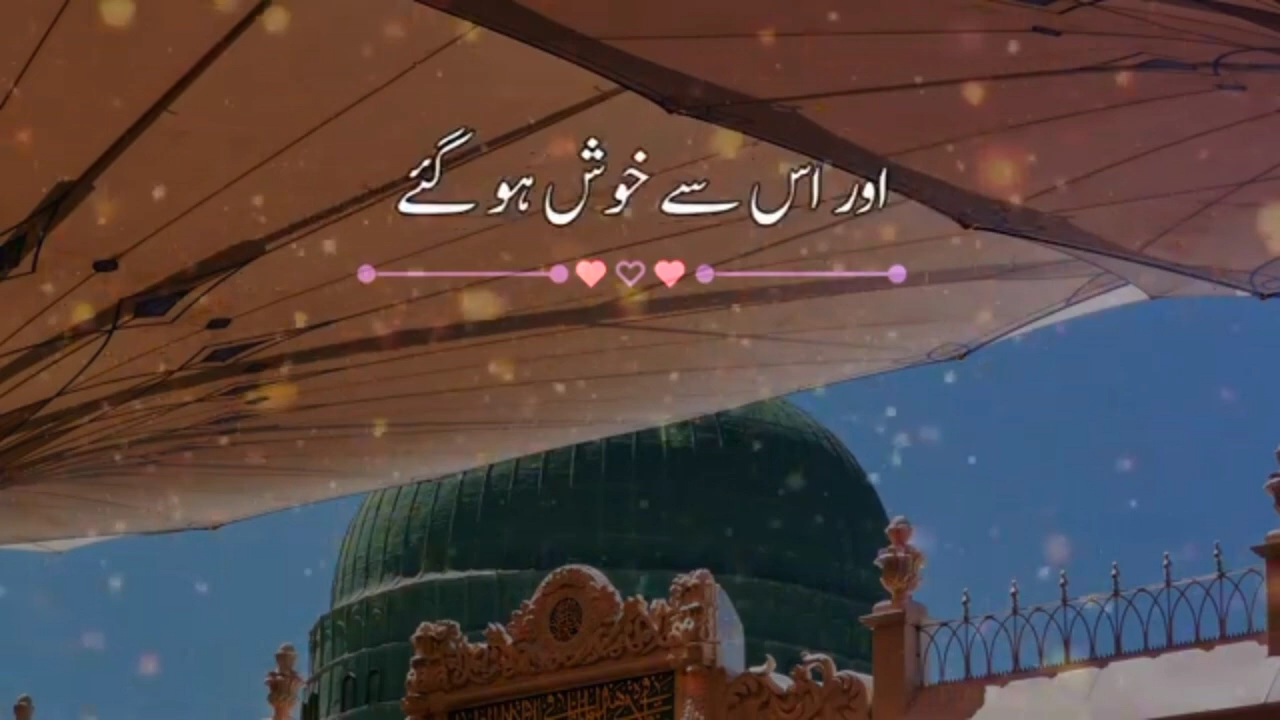 اور اس سے خوش ہو گئے